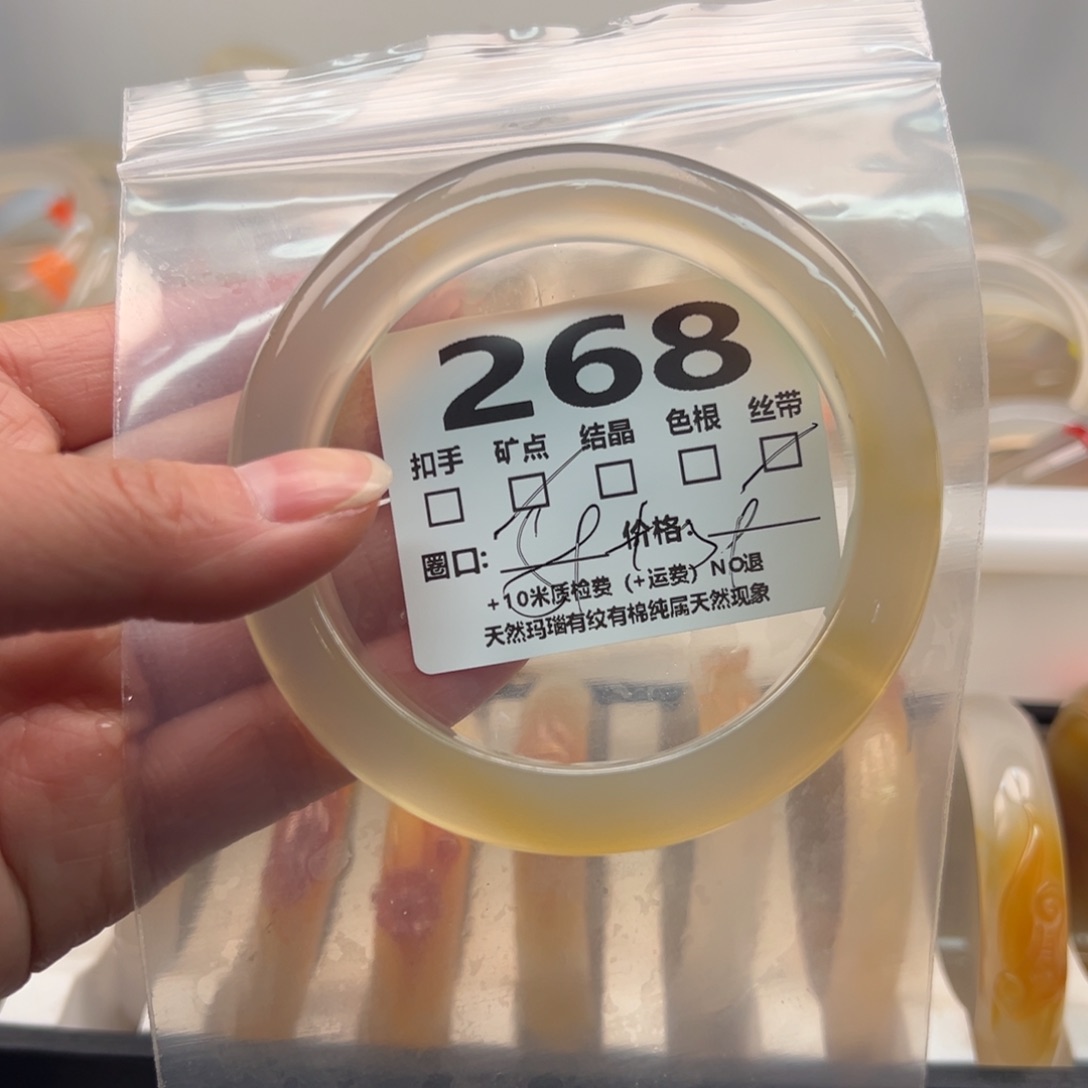 268
扣手 矿点 结晶 色根 丝带
圈口: 价格:
+10米质检费（+运费）NO退
天然玛瑙有纹有棉纯属天然现象